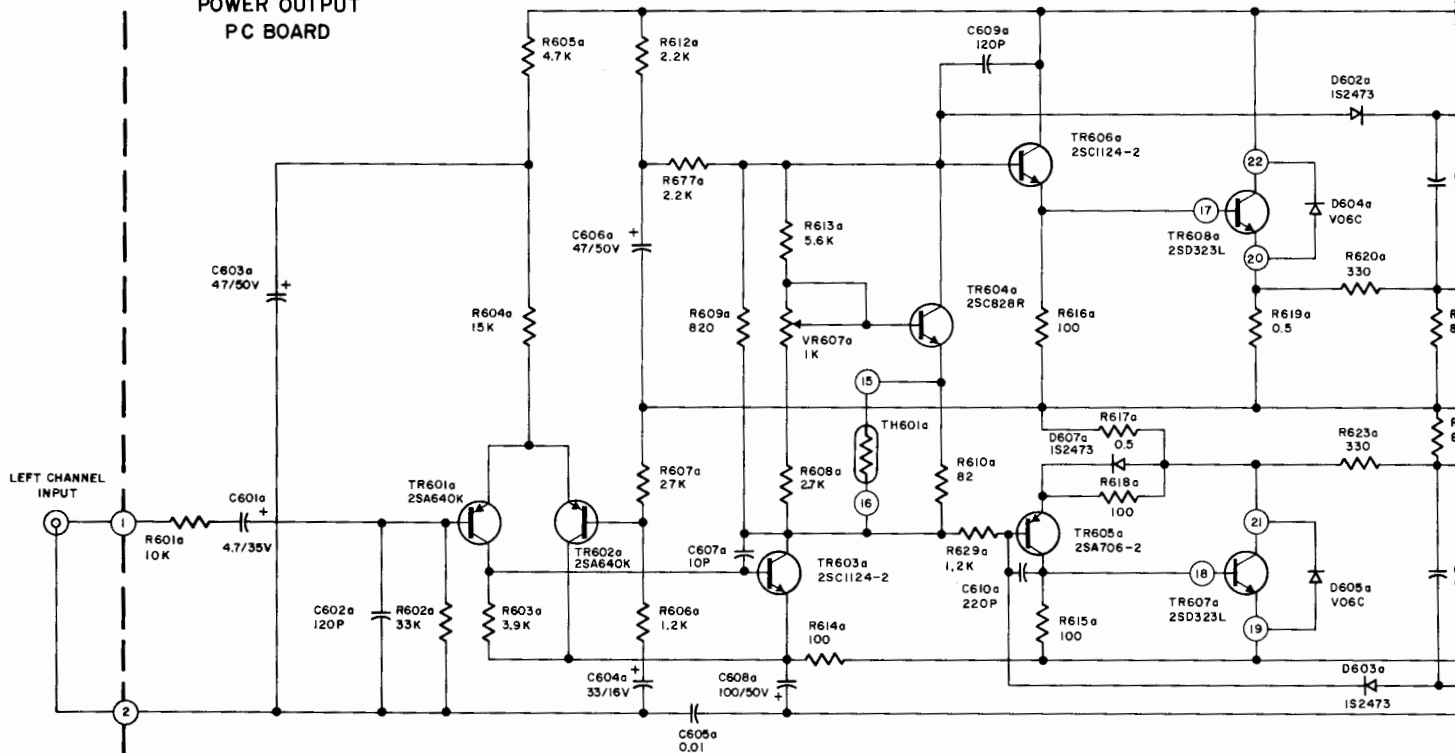 POWER OUTPUT
PC BOARD
R605a
4.7K
R612a
2.2K
C609a
120P
D602a
1S2473
TR606a
2SC1124-2
R677a
2.2K
22
17
D604a
V06C
TR608a
2SD323L
20
R613a
5.6K
C606a
47/50V
+
C603a
47/50V
+
R620a
330
TR604a
2SC828R
R604a
15K
R609a
820
VR607a
1K
R616a
100
R619a
0.5
R
8
15
TH601a
R617a
0.5
D607a
1S2473
R623a
330
R
8
LEFT CHANNEL
INPUT
TR601a
2SA640K
R607a
27K
R608a
2.7K
R610a
82
R618a
100
16
1
R601a
10K
C601a
+
4.7/35V
TR602a
2SA640K
C607a
10P
TR603a
2SC1124-2
R629a
1.2K
TR605a
2SA706-2
21
18
C610a
220P
TR607a
2SD323L
D605a
V06C
19
C602a
120P
R602a
33K
R603a
3.9K
R606a
1.2K
R614a
100
R615a
100
C604a
33/16V
+
C608a
100/50V
+
D603a
1S2473
2
C605a
0.01